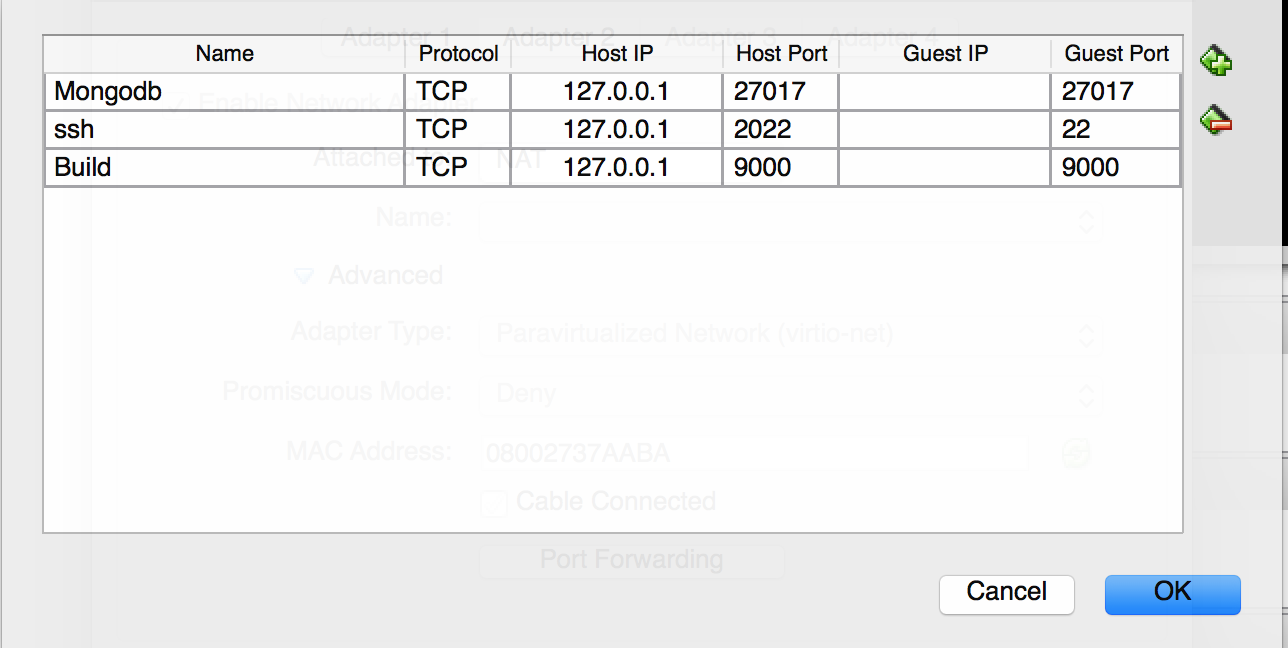 Adapter 1 Adapter 2 Adapter 3 Adapter 4
Name Protocol Host IP Host Port Guest IP Guest Port
Enable Network Adapter
Mongodb TCP 127.0.0.1 27017 27017
ssh TCP 127.0.0.1 2022 22
Attached to: NAT
Build TCP 127.0.0.1 9000 9000
Name:
Advanced
Adapter Type: Paravirtualized Network (virtio-net)
Promiscuous Mode: Deny
MAC Address: 08002737AABA
Cable Connected
Port Forwarding
Cancel OK